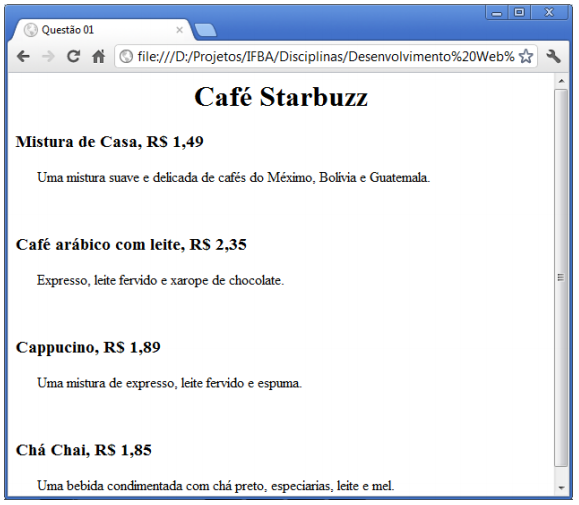 Questão 01
file:///D:/Projetos/IFBA/Disciplinas/Desenvolvimento%20Web%
Café Starbuzz
Mistura de Casa, R$ 1,49
Uma mistura suave e delicada de cafés do Méximo, Bolívia e Guatemala.
Café arábico com leite, R$ 2,35
Expresso, leite fervido e xarope de chocolate.
Cappucino, R$ 1,89
Uma mistura de expresso, leite fervido e espuma.
Chá Chai, R$ 1,85
Uma bebida condimentada com chá preto, especiarias, leite e mel.